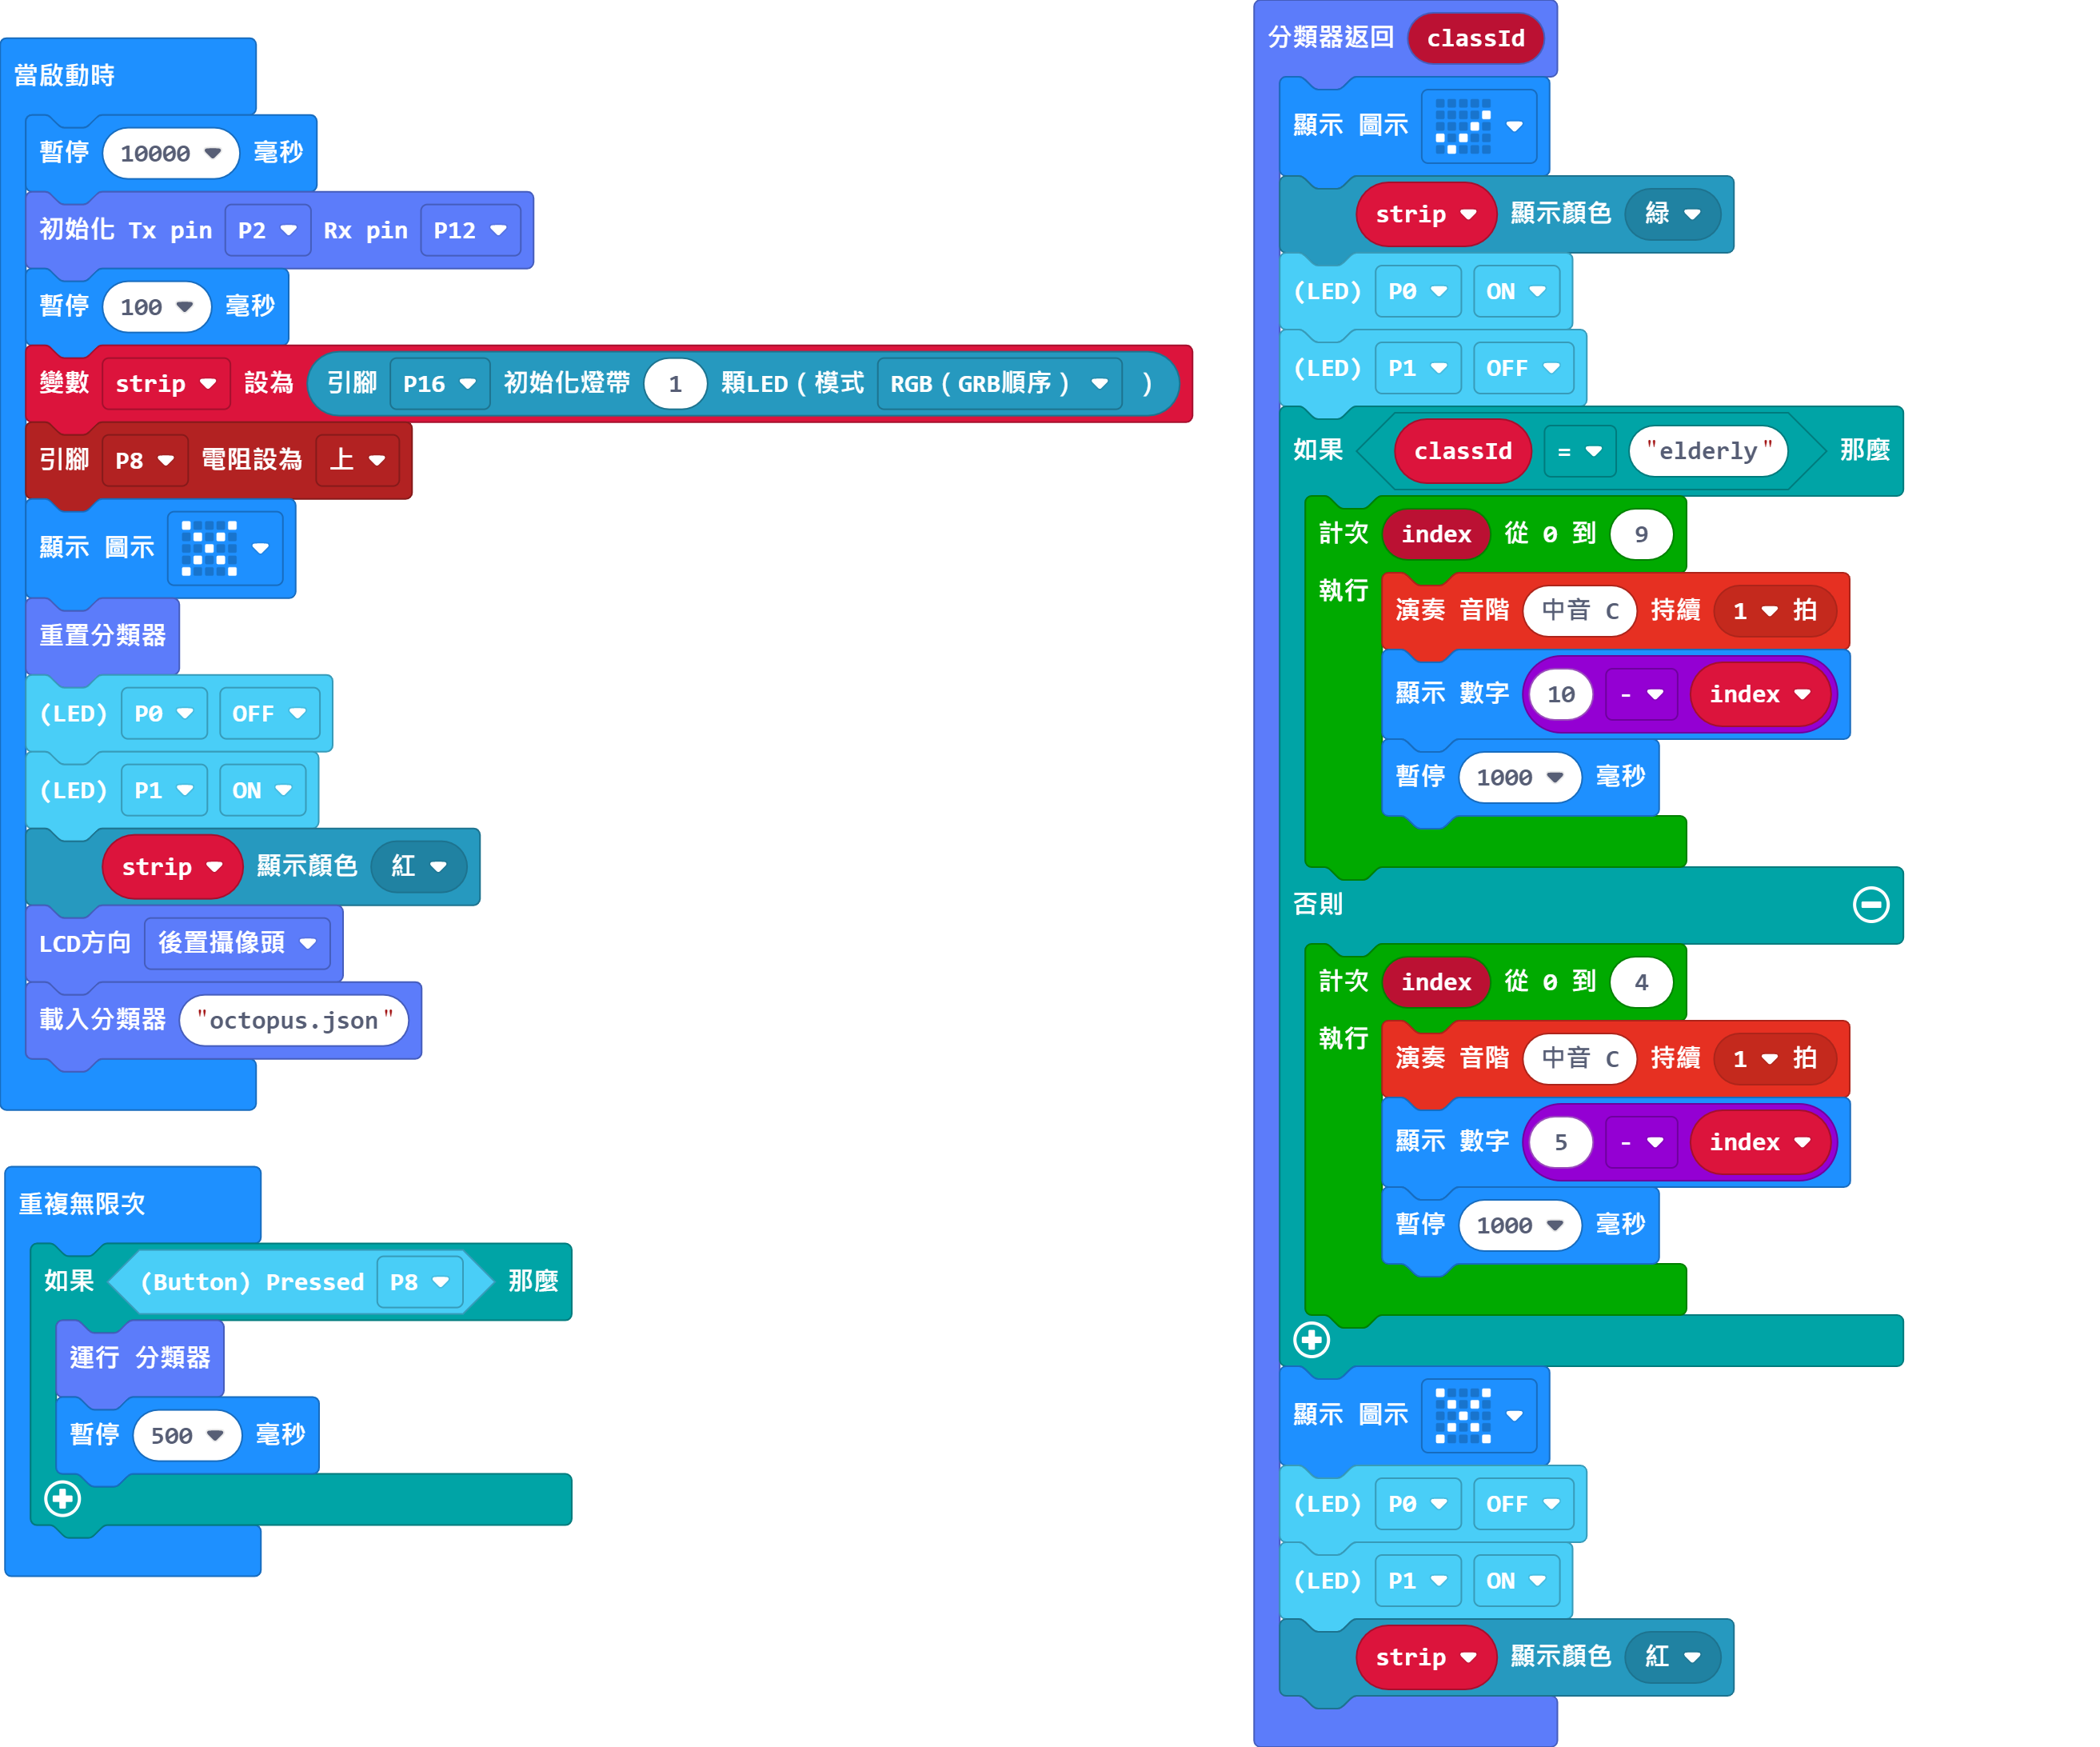 當啟動時
暫停 10000 毫秒
初始化 Tx pin P2 Rx pin P12
暫停 100 毫秒
變數 strip 設為 引腳 P16 初始化燈帶 1 顆LED(模式 RGB(GRB順序) )
引腳 P8 電阻設為 上
顯示 圖示
重置分類器
(LED) P0 OFF
(LED) P1 ON
strip 顯示顏色 紅
LCD方向 後置攝像頭
載入分類器 "octopus.json"
重複無限次
如果 (Button) Pressed P8 那麼
運行 分類器
暫停 500 毫秒
分類器返回 classId
顯示 圖示
strip 顯示顏色 緑
(LED) P0 ON
(LED) P1 OFF
如果 classId = "elderly" 那麼
計次 index 從 0 到 9
執行
演奏 音階 中音 C 持續 1 拍
顯示 數字 10 - index
暫停 1000 毫秒
否則
計次 index 從 0 到 4
執行
演奏 音階 中音 C 持續 1 拍
顯示 數字 5 - index
暫停 1000 毫秒
顯示 圖示
(LED) P0 OFF
(LED) P1 ON
strip 顯示顏色 紅